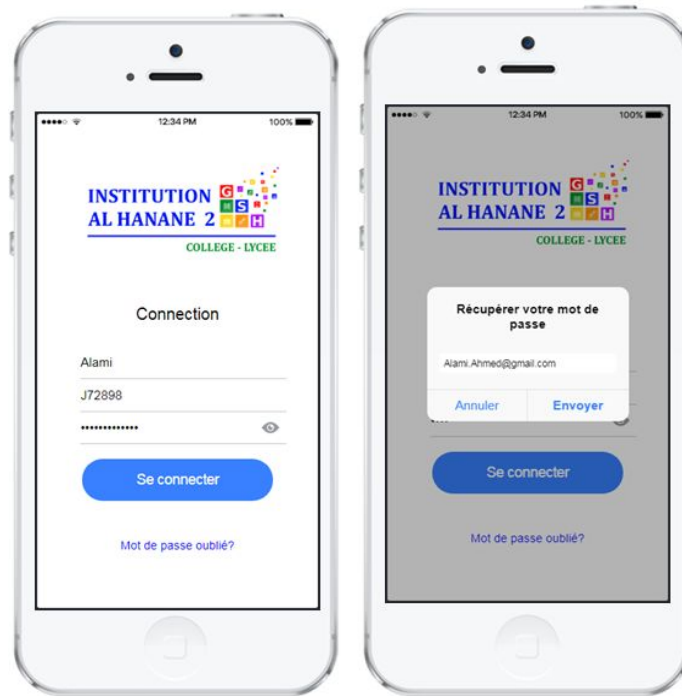 12:34 PM 100%
INSTITUTION G
AL HANANE 2 S H
COLLEGE - LYCEE
Connection
Alami
J72898
•••••••••••••
Se connecter
Mot de passe oublié?
12:34 PM 100%
INSTITUTION G
AL HANANE 2 S H
COLLEGE - LYCEE
Récupérer votre mot de
passe
Alami.Ahmed@gmail.com
Annuler Envoyer
Se connecter
Mot de passe oublié?